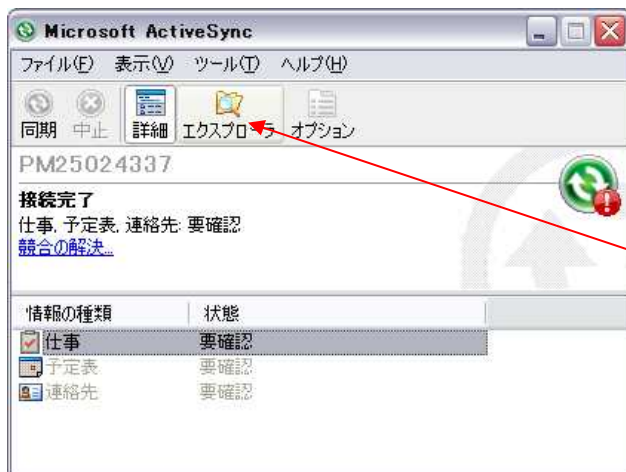 Microsoft ActiveSync
ファイル(F) 表示(V) ツール(T) ヘルプ(H)
同期 中止 詳細 エクスプローラ オプション
PM25024337
接続完了
仕事, 予定表, 連絡先: 要確認
競合の解決...
情報の種類 状態
仕事 要確認
予定表 要確認
連絡先 要確認